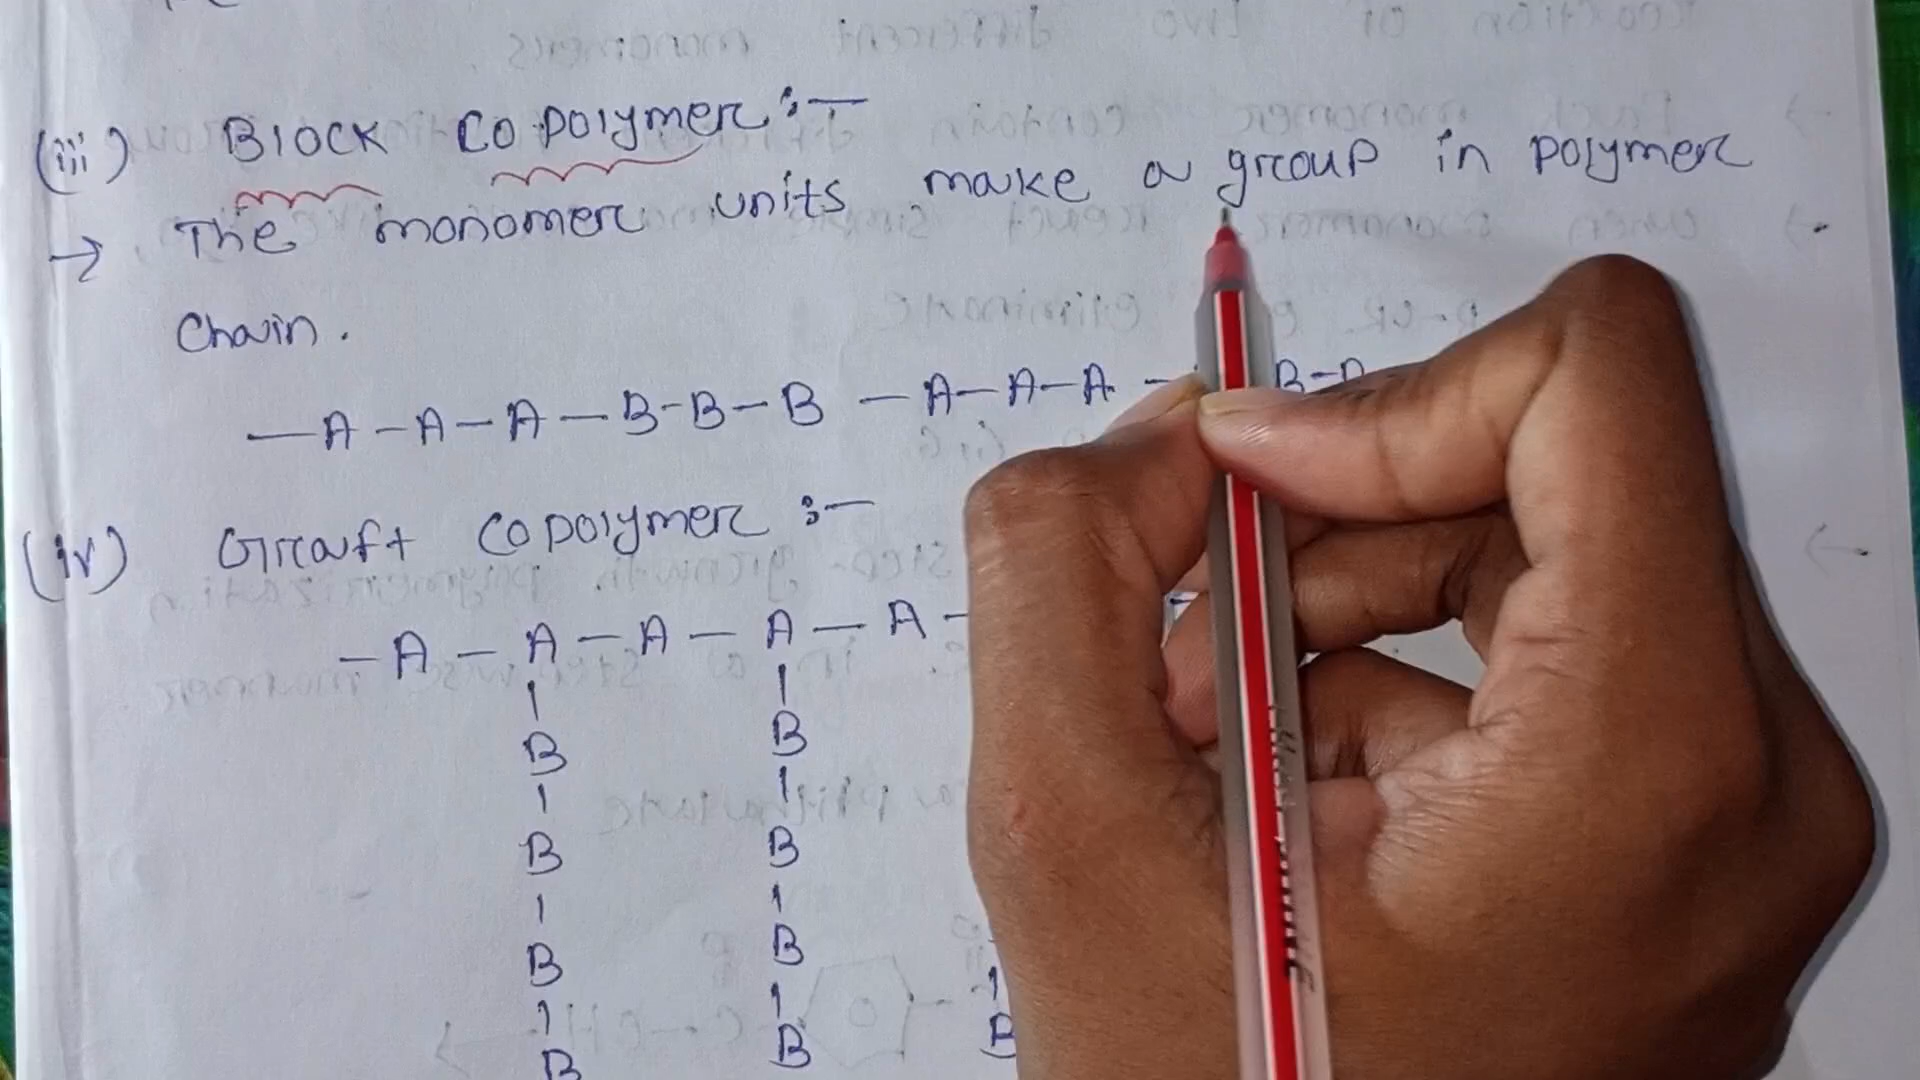 (iii) Block Copolymer :-
→ The monomer units make a group in polymer
chain.
—A—A—A—B-B—B—A—A—A— B-B
(iv) Graft Copolymer :-
—A—A—A—A—A—
| |
B B
| |
B B
| |
B B
| | |
B B B